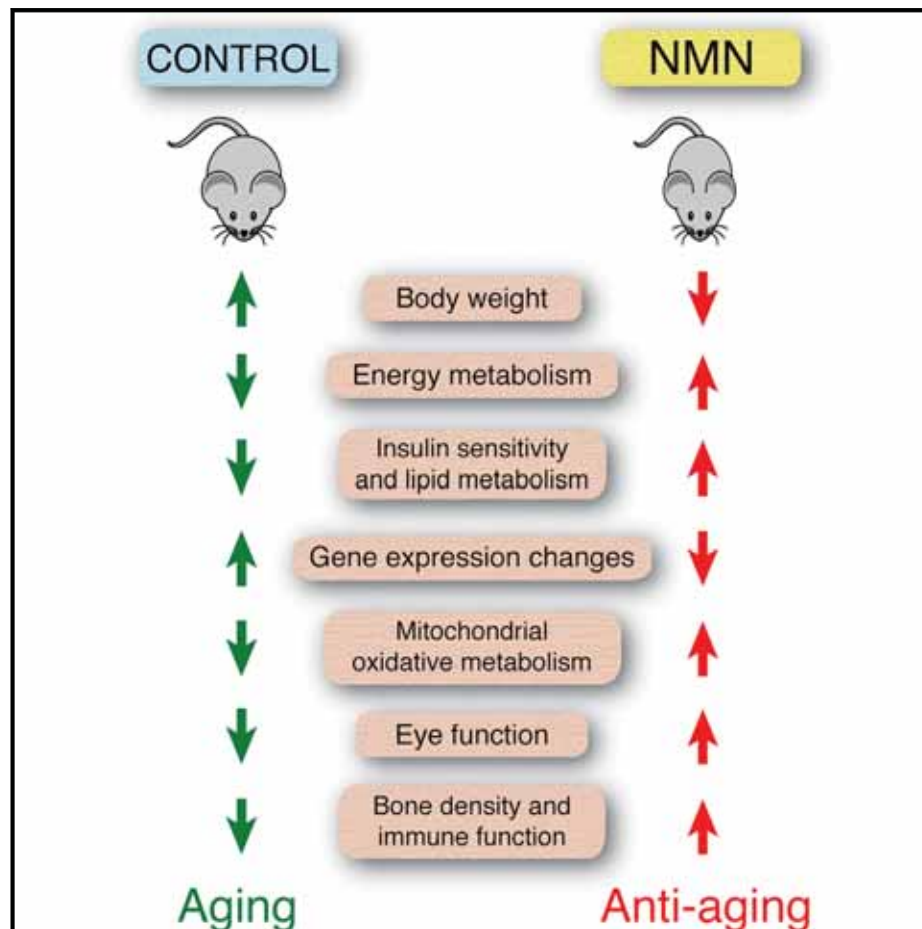 CONTROL
NMN
Body weight
Energy metabolism
Insulin sensitivity
and lipid metabolism
Gene expression changes
Mitochondrial
oxidative metabolism
Eye function
Bone density and
immune function
Aging
Anti-aging